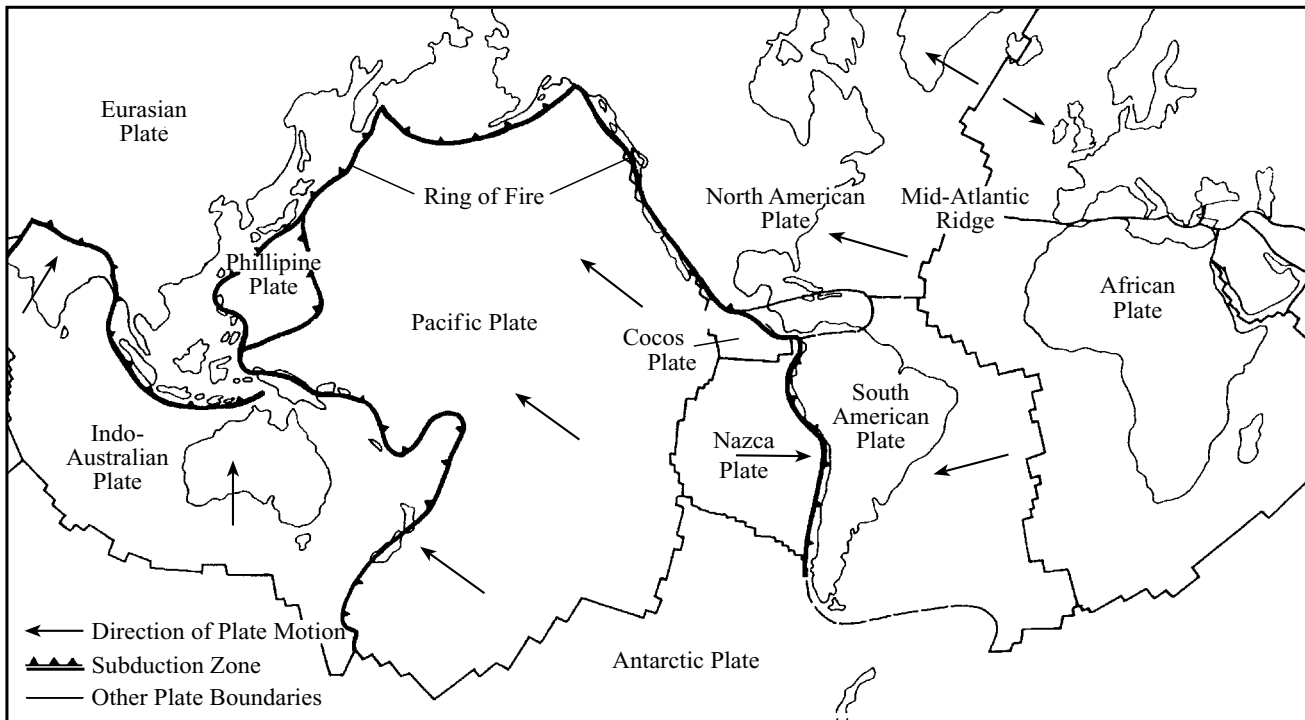 Eurasian
Plate
Ring of Fire
North American
Plate
Mid-Atlantic
Ridge
Phillipine
Plate
African
Plate
Pacific Plate
Cocos
Plate
South
American
Plate
Indo-
Australian
Plate
Nazca
Plate
Direction of Plate Motion
Subduction Zone
Other Plate Boundaries
Antarctic Plate